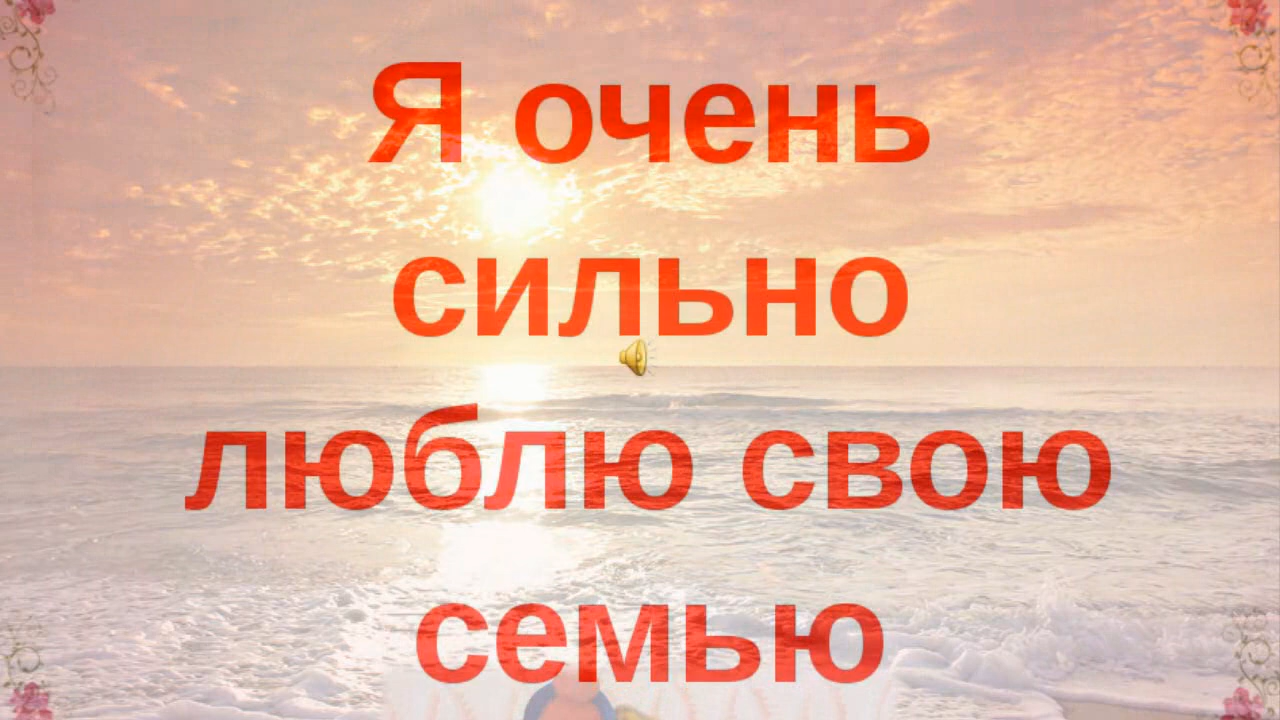 Я очень
сильно
люблю свою
семью